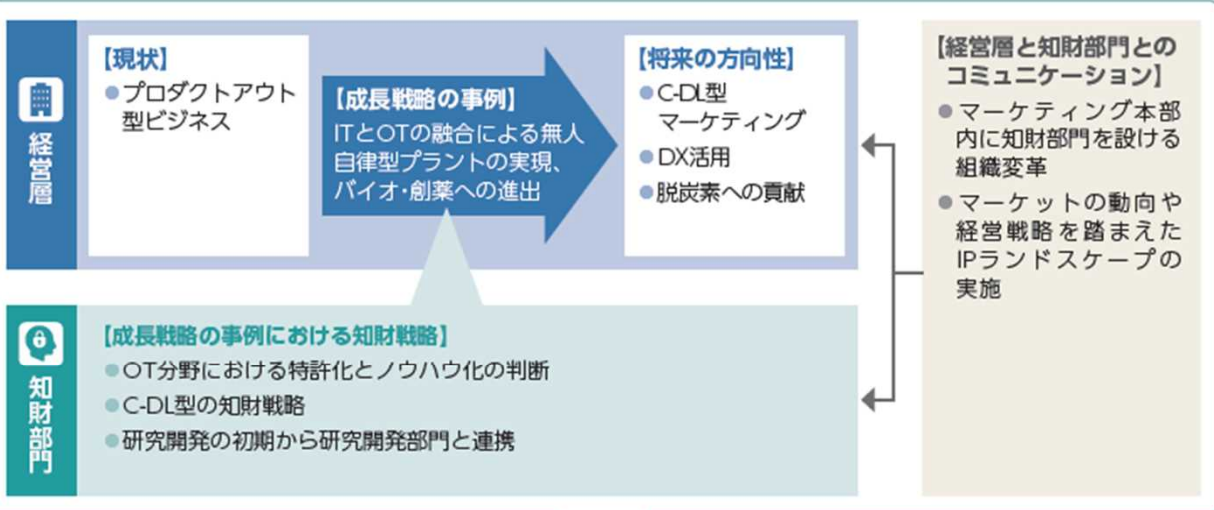 経営層
【現状】
●プロダクトアウト
型ビジネス
【成長戦略の事例】
ITとOTの融合による無人
自律型プラントの実現、
バイオ・創薬への進出
【将来の方向性】
●C-DL型
マーケティング
●DX活用
●脱炭素への貢献
知財部門
【成長戦略の事例における知財戦略】
●OT分野における特許化とノウハウ化の判断
●C-DL型の知財戦略
●研究開発の初期から研究開発部門と連携
【経営層と知財部門との
コミュニケーション】
●マーケティング本部
内に知財部門を設ける
組織変革
●マーケットの動向や
経営戦略を踏まえた
IPランドスケープの
実施